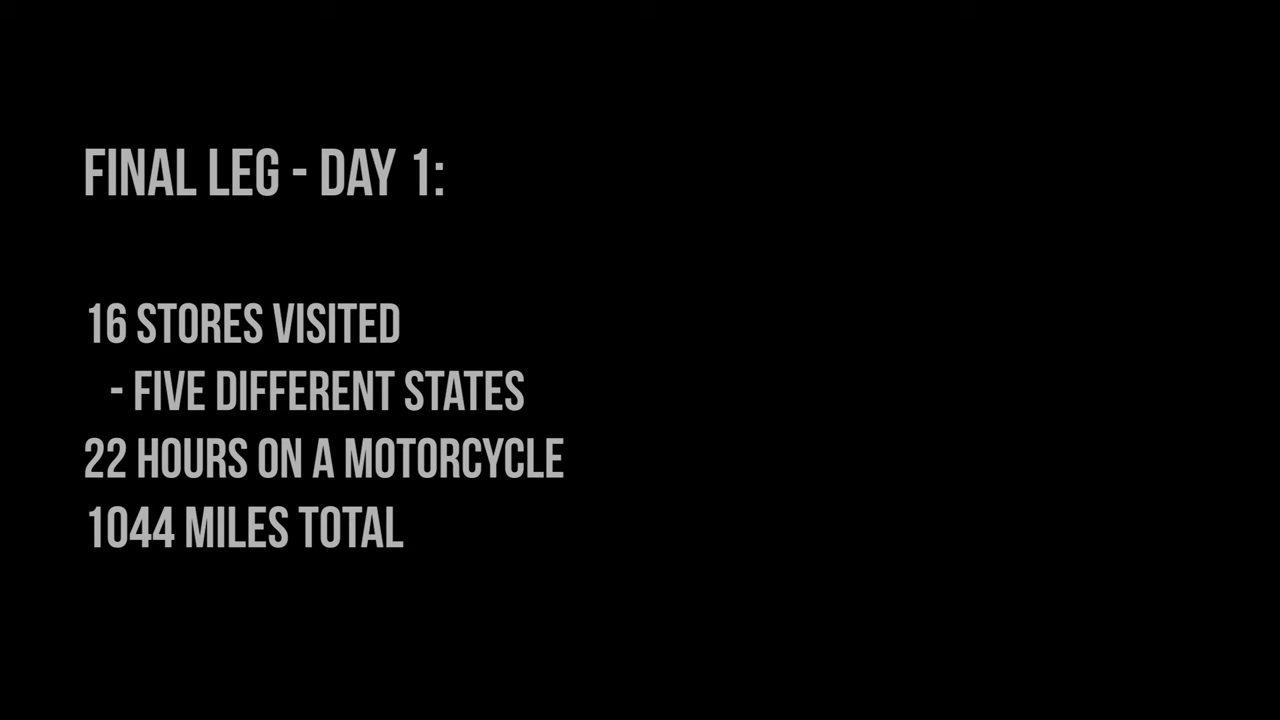 FINAL LEG - DAY 1:
16 STORES VISITED
- FIVE DIFFERENT STATES
22 HOURS ON A MOTORCYCLE
1044 MILES TOTAL